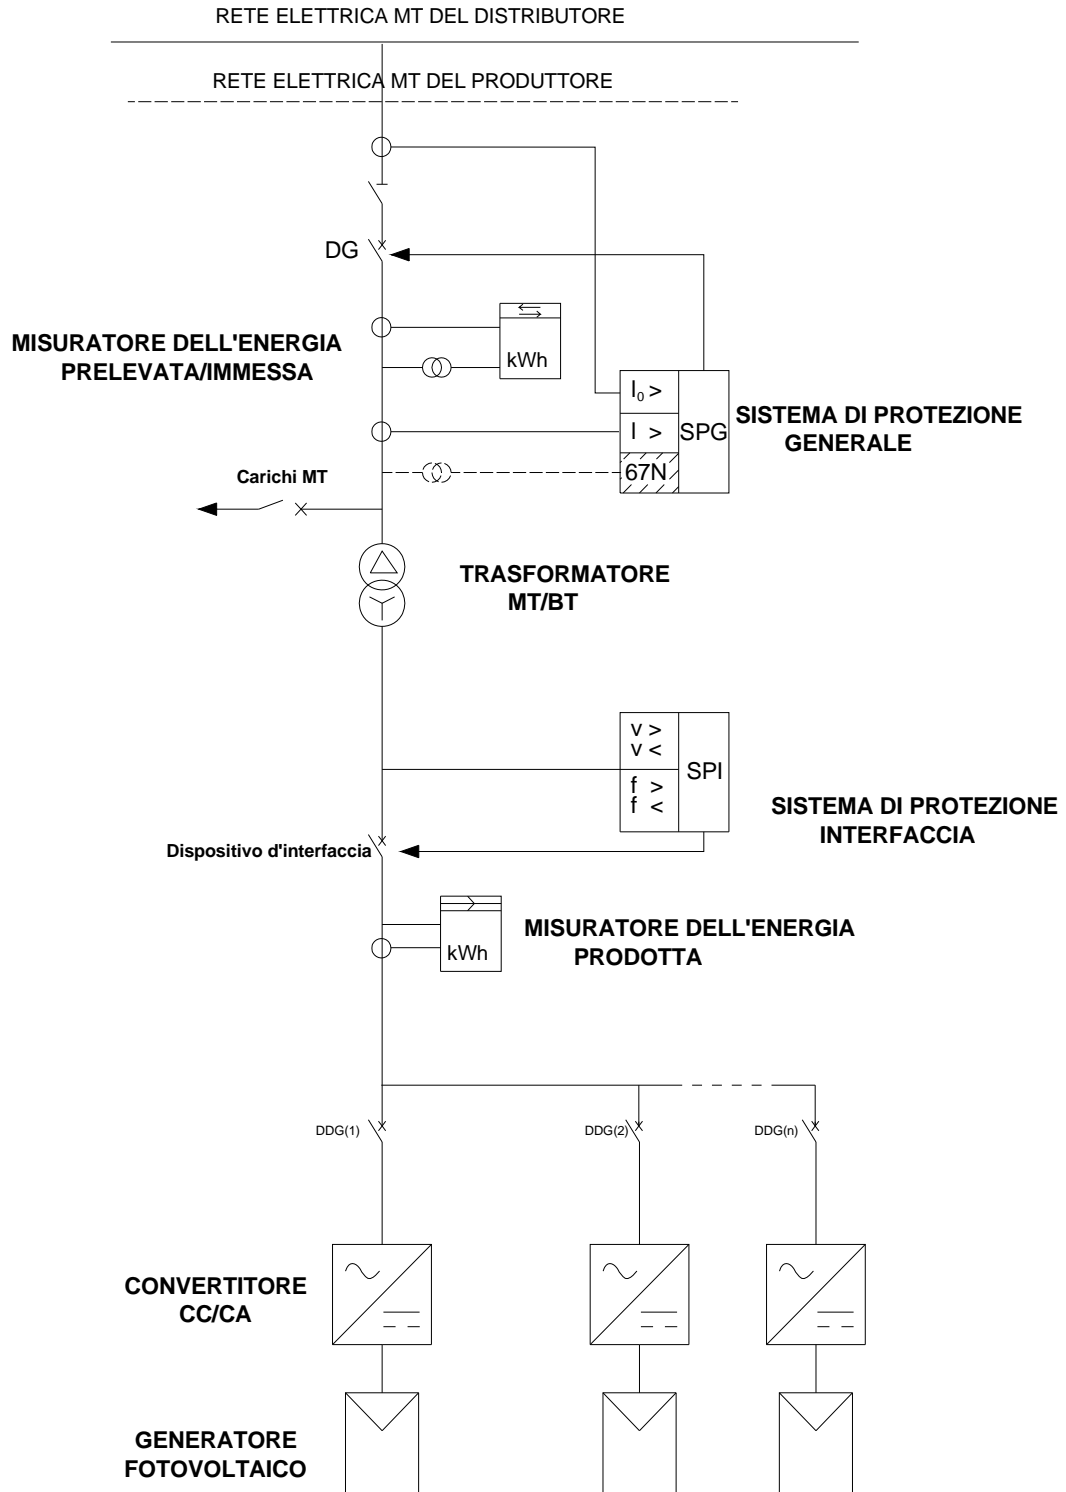 RETE ELETTRICA MT DEL DISTRIBUTORE
RETE ELETTRICA MT DEL PRODUTTORE
DG
MISURATORE DELL'ENERGIA
PRELEVATA/IMMESSA
kWh
I₀ >
I >
67N
SPG
SISTEMA DI PROTEZIONE
GENERALE
Carichi MT
TRASFORMATORE
MT/BT
v >
v <
f >
f <
SPI
SISTEMA DI PROTEZIONE
INTERFACCIA
Dispositivo d'interfaccia
kWh
MISURATORE DELL'ENERGIA
PRODOTTA
DDG(1)
DDG(2)
DDG(n)
CONVERTITORE
CC/CA
GENERATORE
FOTOVOLTAICO